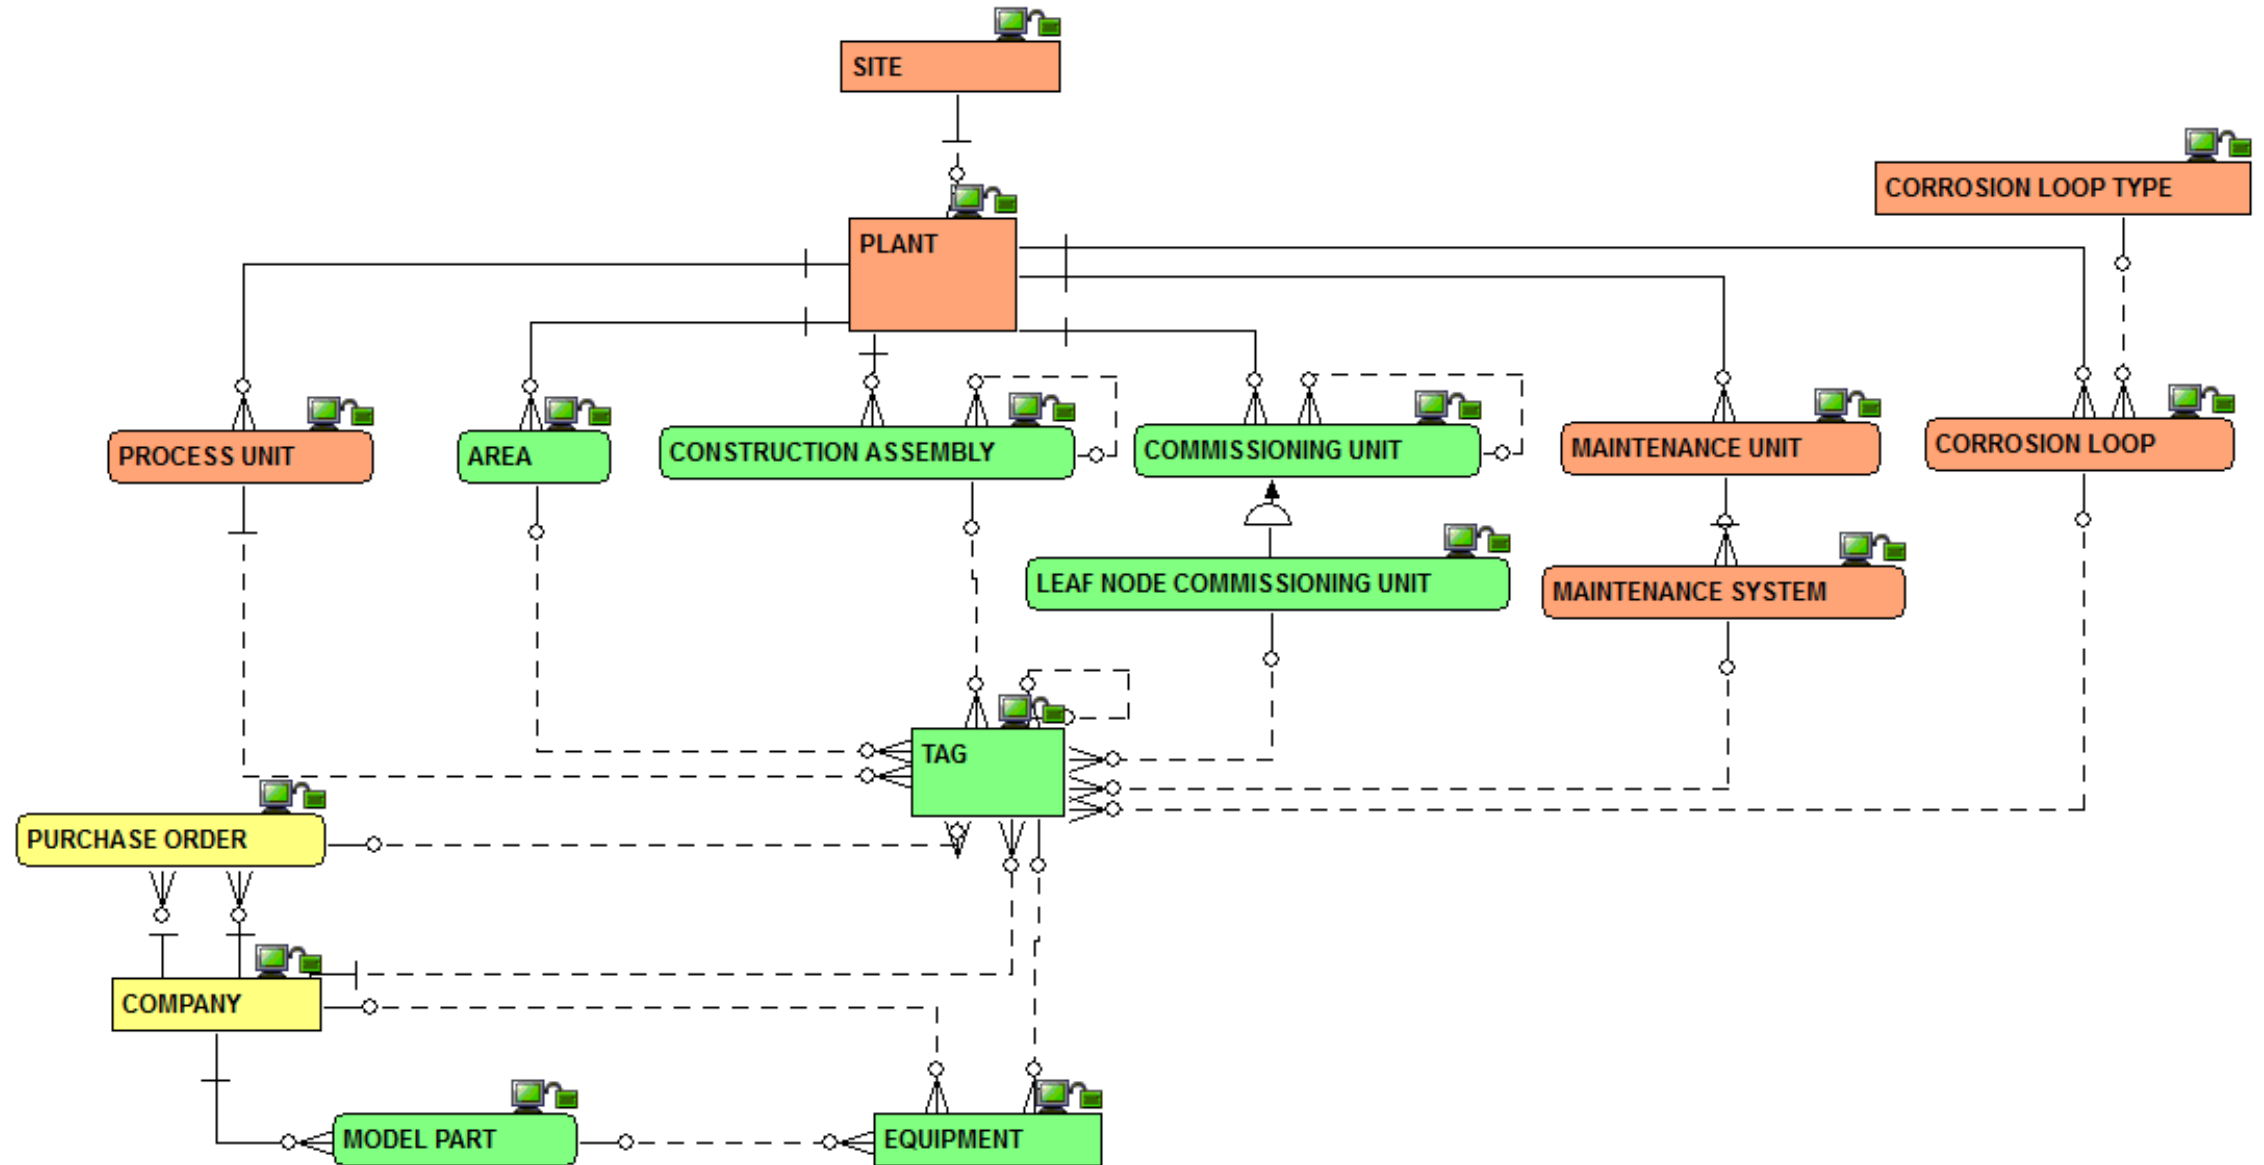 SITE
CORROSION LOOP TYPE
PLANT
PROCESS UNIT
AREA
CONSTRUCTION ASSEMBLY
COMMISSIONING UNIT
MAINTENANCE UNIT
CORROSION LOOP
LEAF NODE COMMISSIONING UNIT
MAINTENANCE SYSTEM
TAG
PURCHASE ORDER
COMPANY
MODEL PART
EQUIPMENT